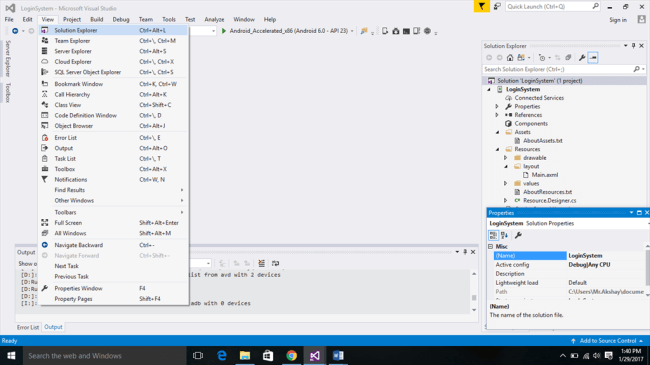 LoginSystem - Microsoft Visual Studio
Quick Launch (Ctrl+Q)
File Edit View Project Build Debug Team Tools Test Analyze Window Help
Sign in
Android_Accelerated_x86 (Android 6.0 - API 23)
Server Explorer
Toolbox
Solution Explorer Ctrl+Alt+L
Team Explorer Ctrl+\, Ctrl+M
Server Explorer Ctrl+Alt+S
Cloud Explorer Ctrl+\, Ctrl+X
SQL Server Object Explorer Ctrl+\, Ctrl+S
Bookmark Window Ctrl+K, Ctrl+W
Call Hierarchy Ctrl+Alt+K
Class View Ctrl+Shift+C
Code Definition Window Ctrl+\, D
Object Browser Ctrl+Alt+J
Error List Ctrl+\, E
Output Ctrl+Alt+O
Task List Ctrl+\, T
Toolbox Ctrl+Alt+X
Notifications Ctrl+W, N
Find Results
Other Windows
Toolbars
Full Screen Shift+Alt+Enter
All Windows Shift+Alt+M
Navigate Backward Ctrl+-
Navigate Forward Ctrl+Shift+-
Next Task
Previous Task
Properties Window F4
Property Pages Shift+F4
Output
Show o
[D:]:
[D:Ru
[D:]:
[D:Ru
[D:]:
[I:]:
ist from avd with 2 devices
adb with 0 devices
Error List Output
Solution Explorer
Search Solution Explorer (Ctrl+;)
Solution 'LoginSystem' (1 project)
LoginSystem
Connected Services
Properties
References
Components
Assets
AboutAssets.txt
Resources
drawable
layout
Main.axml
values
AboutResources.txt
Resource.Designer.cs
Properties
LoginSystem Solution Properties
Misc
(Name) LoginSystem
Active config Debug|Any CPU
Description
Lightweight load Default
Path C:\Users\Mr.Akshay\docume
(Name)
The name of the solution file.
Ready
Add to Source Control
Search the web and Windows
1:40 PM
1/29/2017